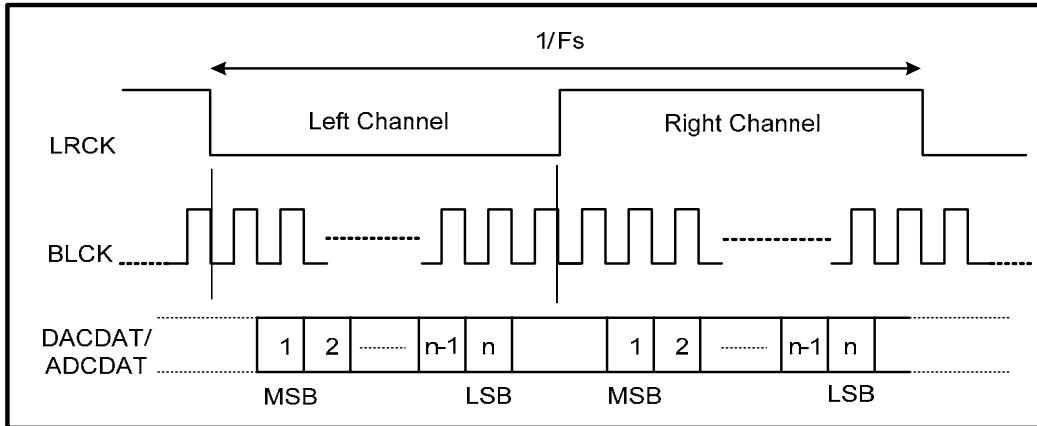 1/Fs
Left Channel
Right Channel
LRCK
BLCK
DACDAT/
ADCDAT
1 2 n-1 n 1 2 n-1 n
MSB LSB MSB LSB